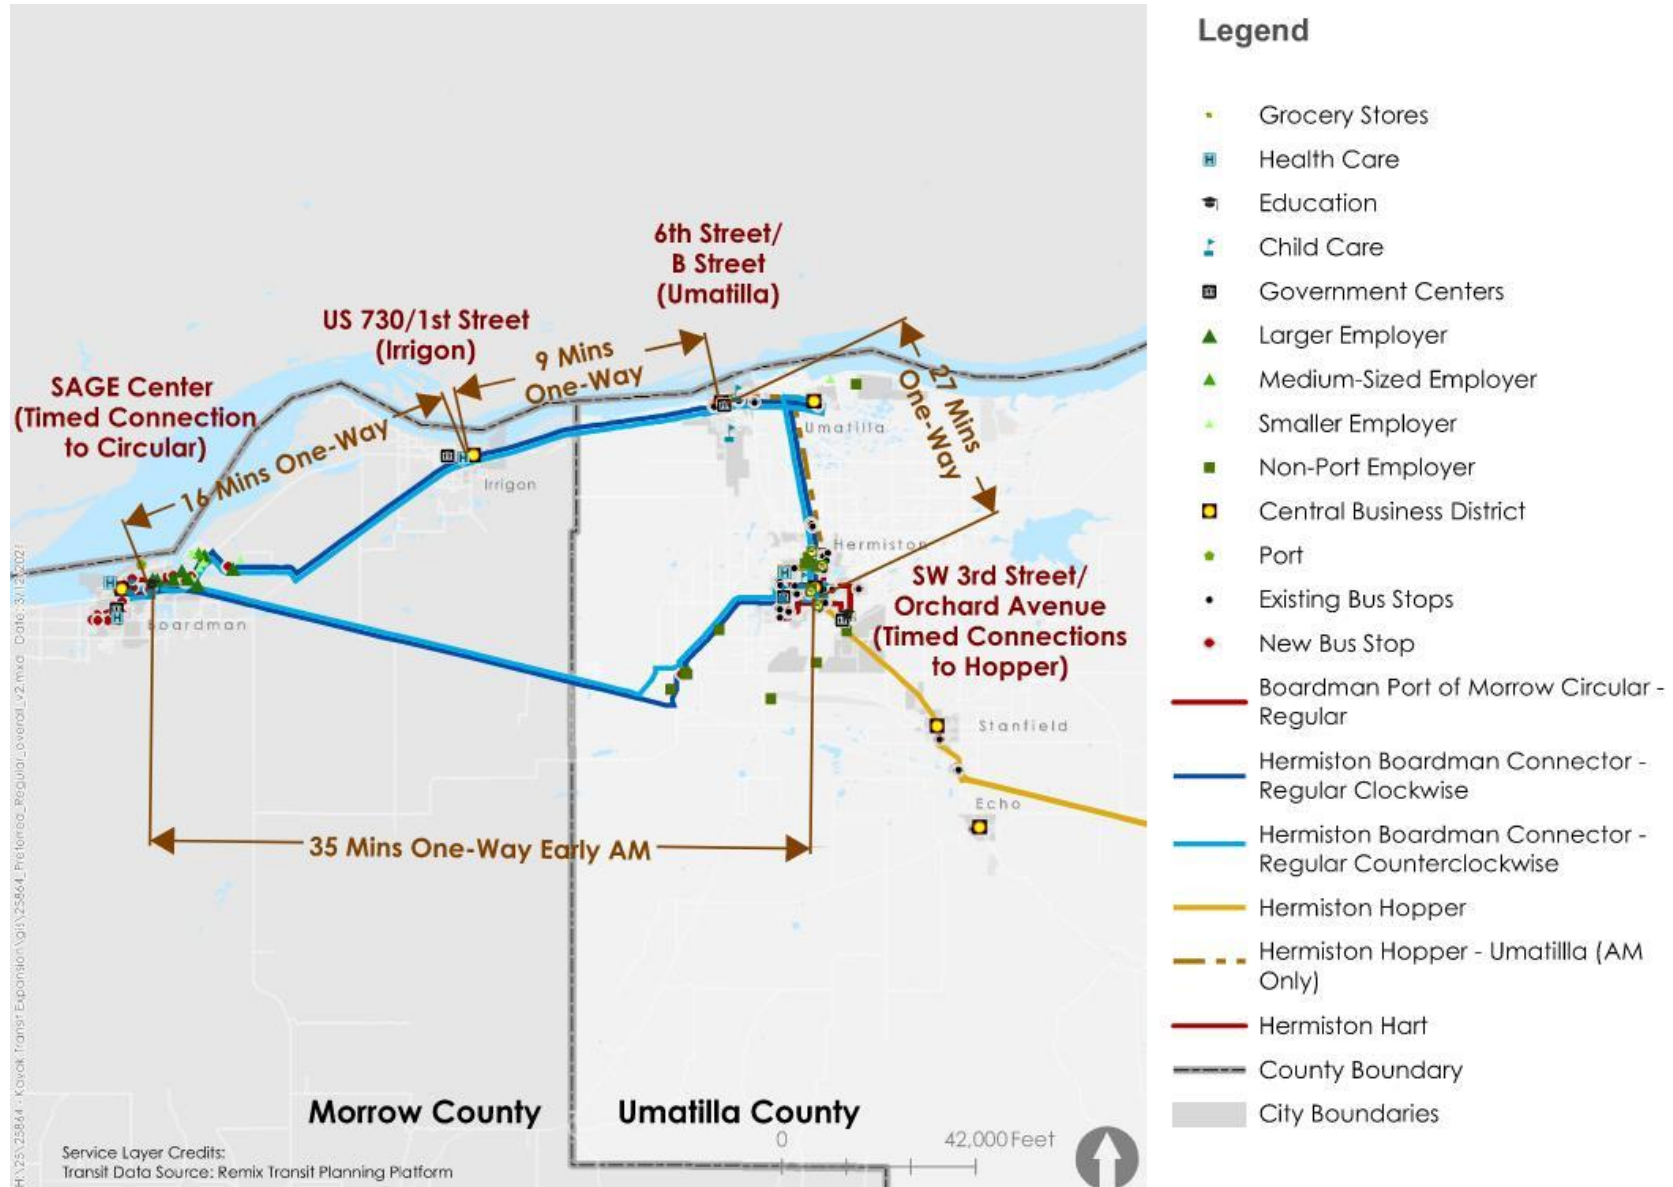 Legend
Grocery Stores
Health Care
Education
Child Care
Government Centers
Larger Employer
Medium-Sized Employer
Smaller Employer
Non-Port Employer
Central Business District
Port
Existing Bus Stops
New Bus Stop
Boardman Port of Morrow Circular -
Regular
Hermiston Boardman Connector -
Regular Clockwise
Hermiston Boardman Connector -
Regular Counterclockwise
Hermiston Hopper
Hermiston Hopper - Umatillla (AM
Only)
Hermiston Hart
County Boundary
City Boundaries
6th Street/
B Street
(Umatilla)
US 730/1st Street
(Irrigon)
9 Mins
One-Way
27 Mins
One-Way
SAGE Center
(Timed Connection
to Circular)
16 Mins One-Way
Umatilla
Irrigon
Hermiston
SW 3rd Street/
Orchard Avenue
(Timed Connections
to Hopper)
Boardman
Stanfield
Echo
35 Mins One-Way Early AM
Morrow County
Umatilla County
0
42,000 Feet
Service Layer Credits:
Transit Data Source: Remix Transit Planning Platform